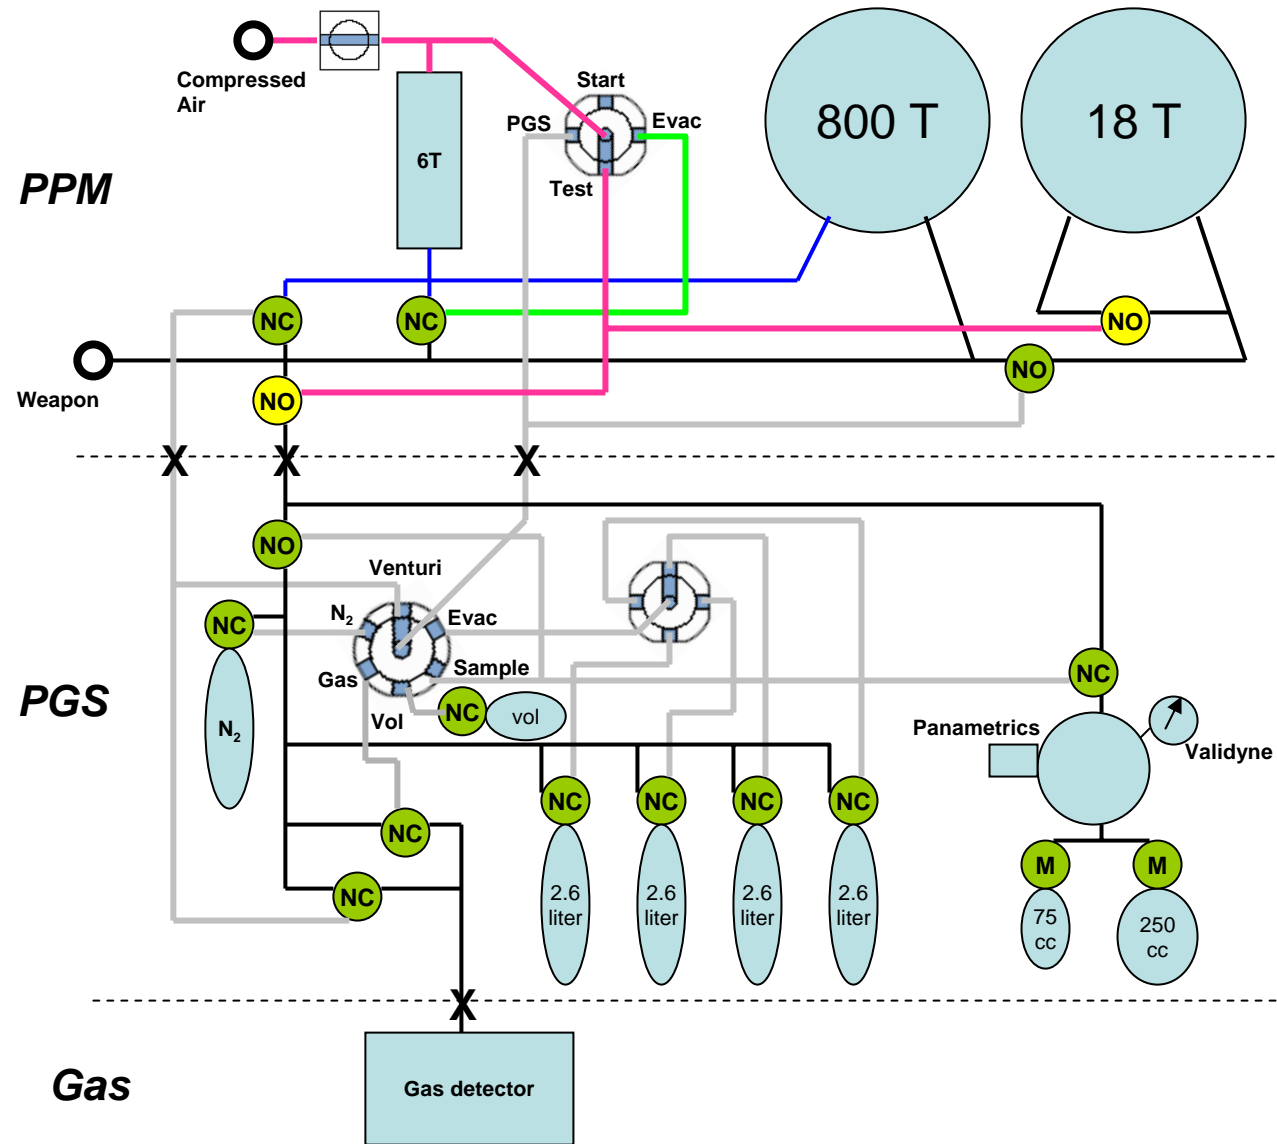 Compressed
Air
Start
PGS
Evac
Test
800 T
18 T
6T
PPM
NC
NC
NO
NO
Weapon
NO
X
X
X
NO
Venturi
N2
Evac
NC
Gas
Sample
NC
Vol
NC
vol
PGS
N2
Panametrics
Validyne
NC
NC
NC
NC
NC
NC
M
M
2.6
liter
2.6
liter
2.6
liter
2.6
liter
75
cc
250
cc
X
Gas
Gas detector